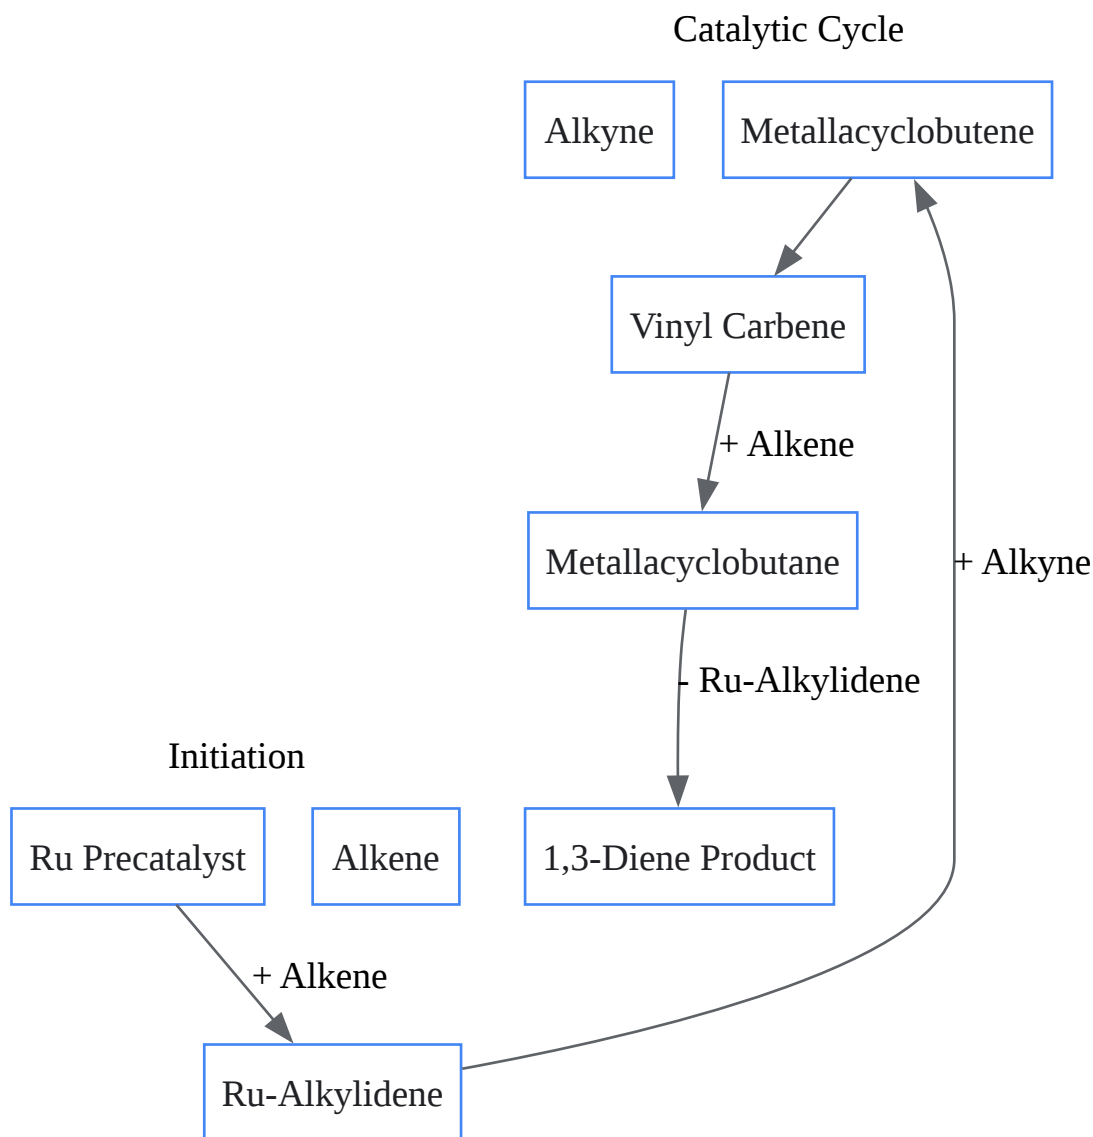 Catalytic Cycle
Alkyne
Metallacyclobutene
Vinyl Carbene
+ Alkene
Metallacyclobutane
+ Alkyne
- Ru-Alkylidene
Initiation
Ru Precatalyst
Alkene
1,3-Diene Product
+ Alkene
Ru-Alkylidene